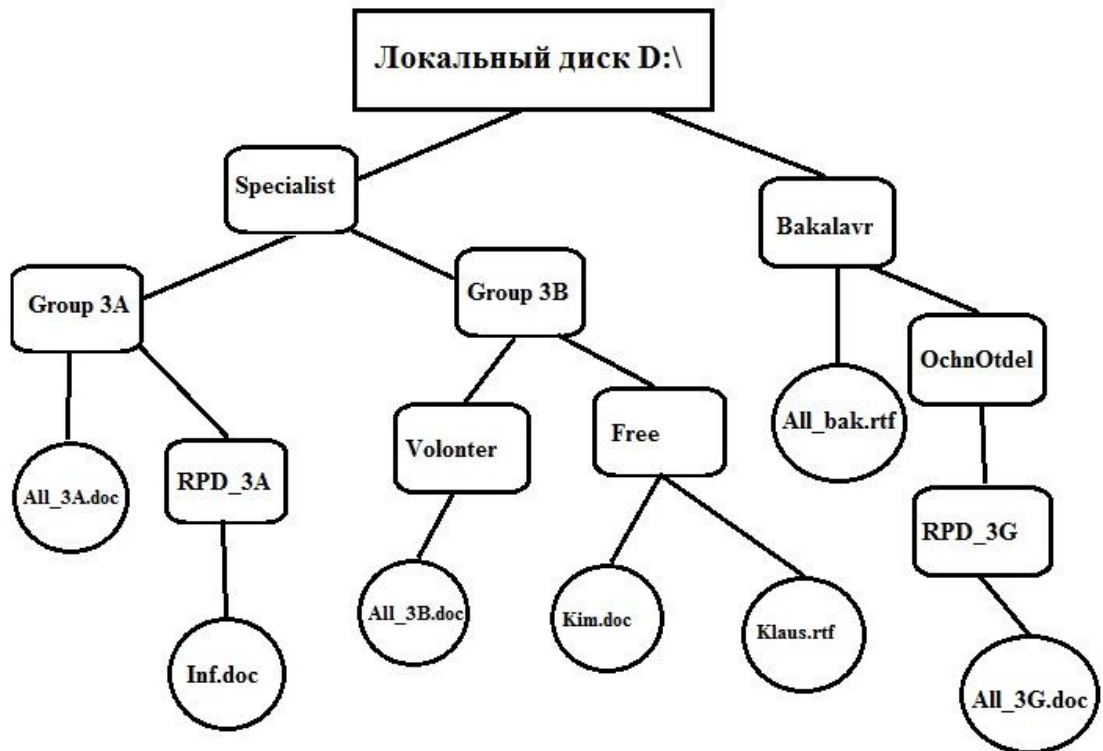 Локальный диск D:\
Specialist
Bakalavr
Group 3A
Group 3B
OchnOtdel
All_bak.rtf
Volonter
Free
All_3A.doc
RPD_3A
RPD_3G
All_3B.doc
Kim.doc
Klaus.rtf
Inf.doc
All_3G.doc